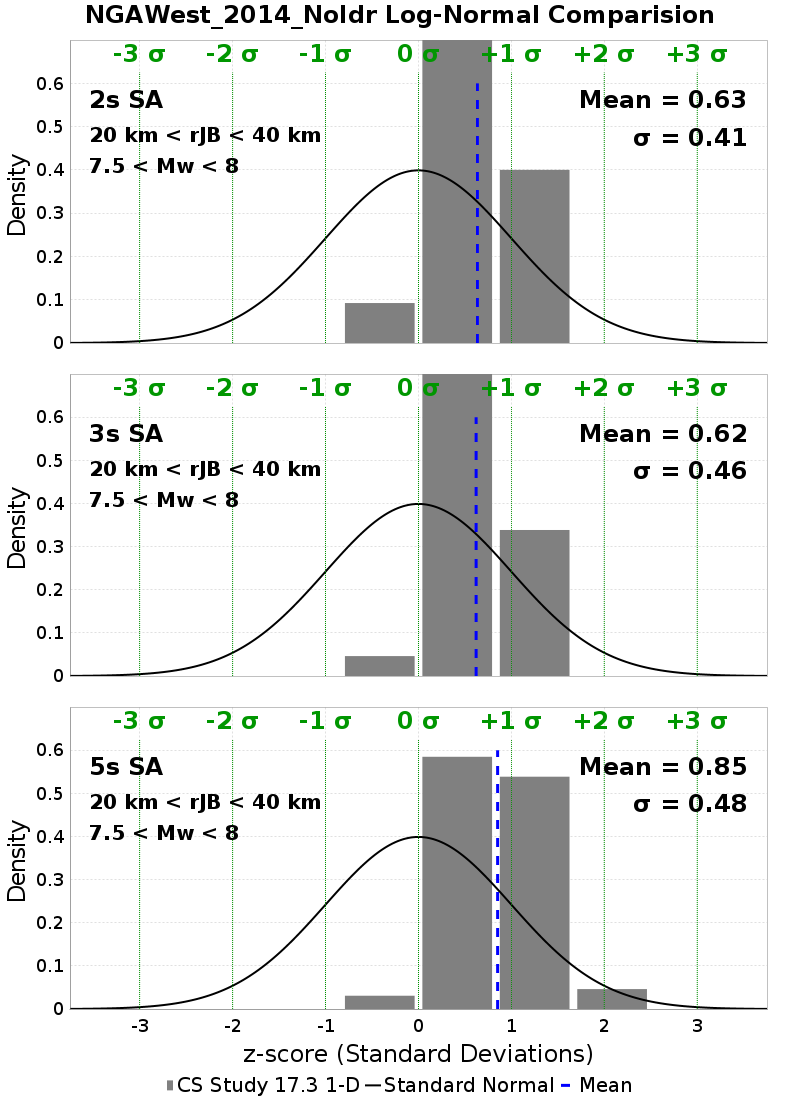 NGAWest_2014_NoIdr Log-Normal Comparision
-3 σ -2 σ -1 σ 0 σ +1 σ +2 σ +3 σ
0.6
2s SA Mean = 0.63
0.5
20 km < rJB < 40 km σ = 0.41
7.5 < Mw < 8
0.4
Density
0.3
0.2
0.1
0
-3 σ -2 σ -1 σ 0 σ +1 σ +2 σ +3 σ
0.6
3s SA Mean = 0.62
0.5
20 km < rJB < 40 km σ = 0.46
7.5 < Mw < 8
0.4
Density
0.3
0.2
0.1
0
-3 σ -2 σ -1 σ 0 σ +1 σ +2 σ +3 σ
0.6
5s SA Mean = 0.85
0.5
20 km < rJB < 40 km σ = 0.48
7.5 < Mw < 8
0.4
Density
0.3
0.2
0.1
0
-3 -2 -1 0 1 2 3
z-score (Standard Deviations)
CS Study 17.3 1-D Standard Normal Mean